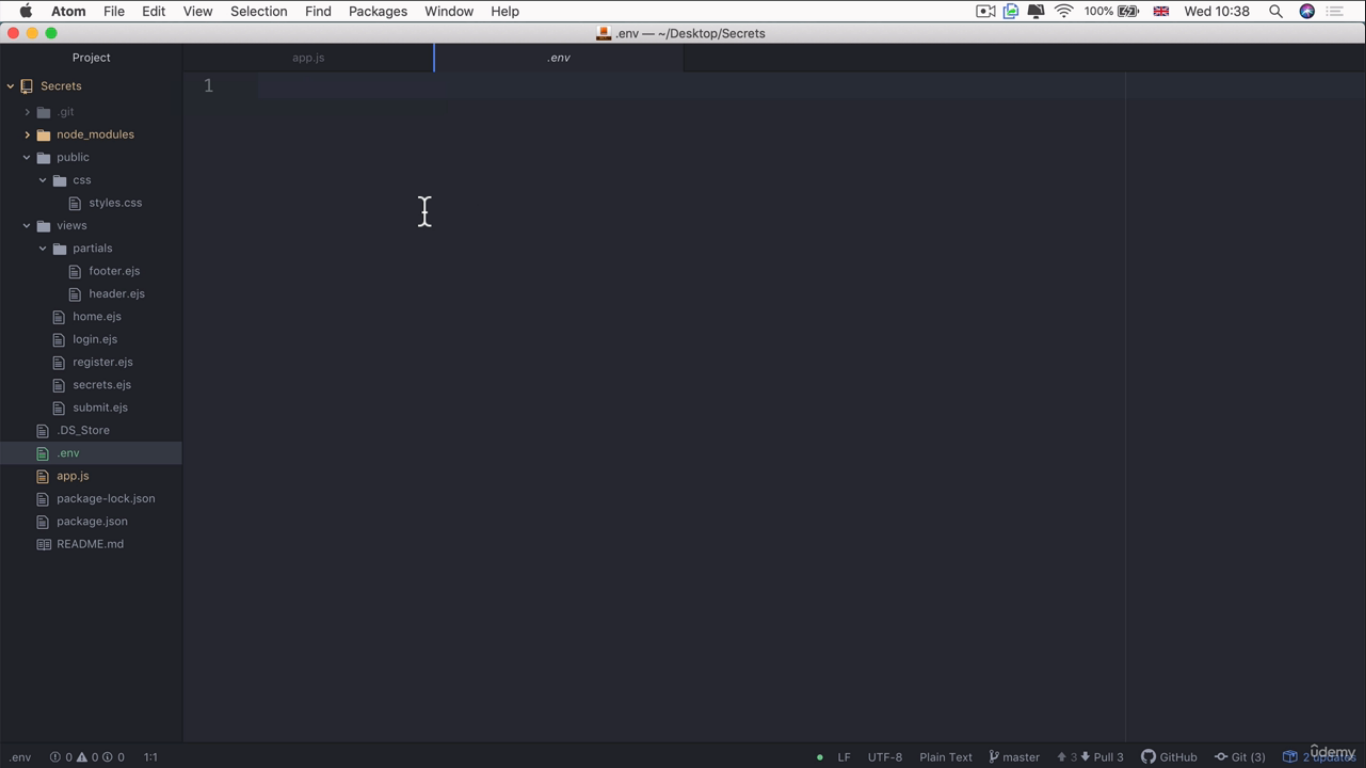 Atom File Edit View Selection Find Packages Window Help 100% Wed 10:38
.env — ~/Desktop/Secrets
Project app.js .env
Secrets
1
.git
node_modules
public
css
styles.css
views
partials
footer.ejs
header.ejs
home.ejs
login.ejs
register.ejs
secrets.ejs
submit.ejs
.DS_Store
.env
app.js
package-lock.json
package.json
README.md
.env 0 0 0 1:1 LF UTF-8 Plain Text master 3 Pull 3 GitHub Git (3) 2 updates
udemy